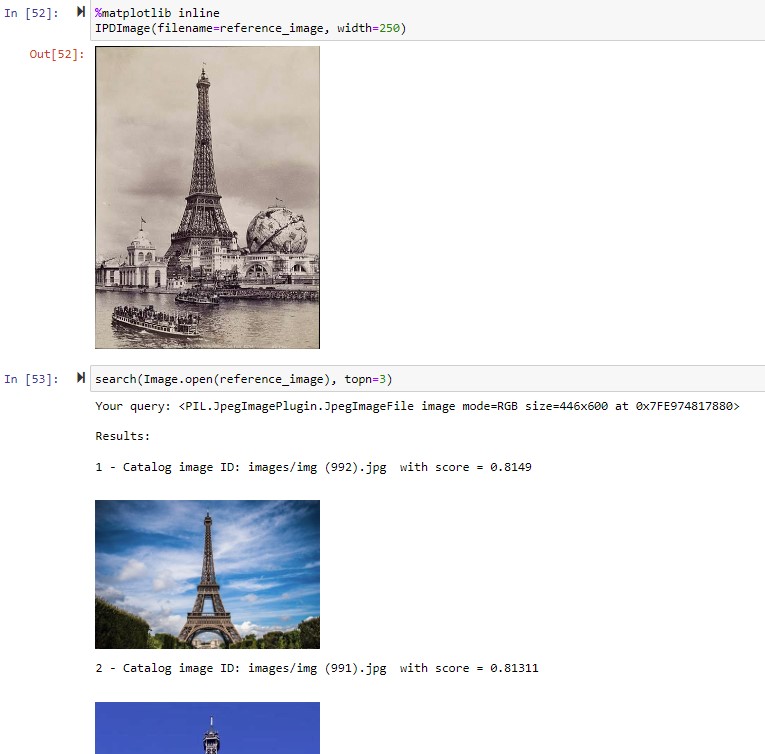 In [52]:
%matplotlib inline
IPDImage(filename=reference_image, width=250)
Out[52]:
In [53]:
search(Image.open(reference_image), topn=3)
Your query: <PIL.JpegImagePlugin.JpegImageFile image mode=RGB size=446x600 at 0x7FE974817880>
Results:
1 - Catalog image ID: images/img (992).jpg  with score = 0.8149
2 - Catalog image ID: images/img (991).jpg  with score = 0.81311